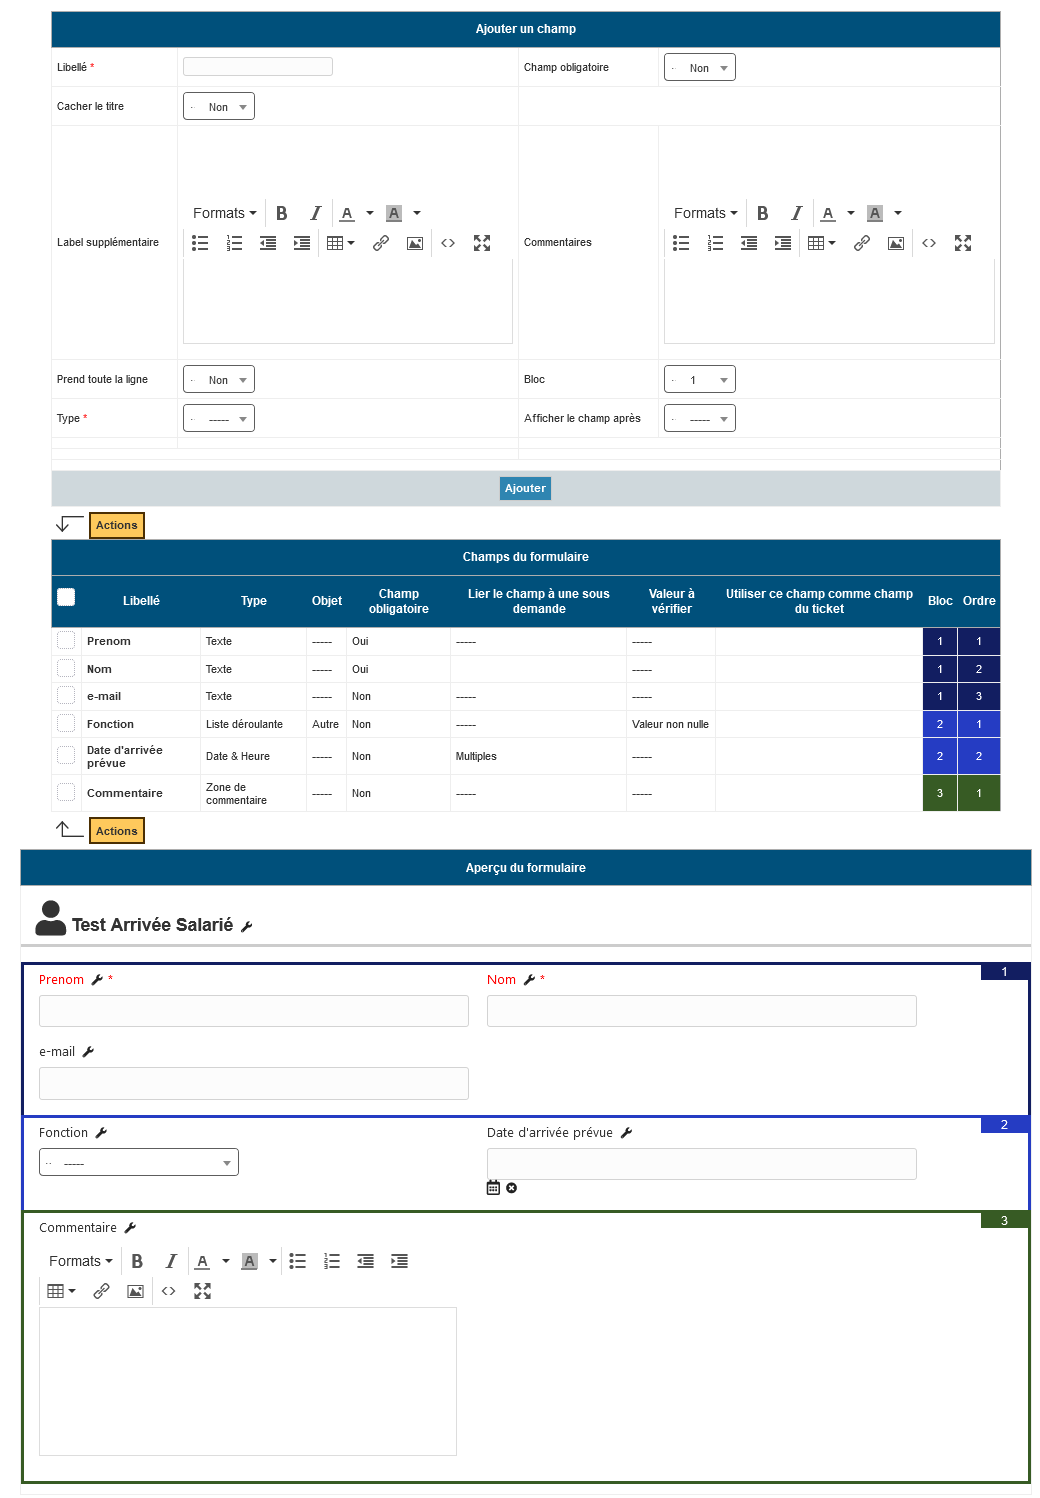 Ajouter un champ
Libellé * Champ obligatoire Non
Cacher le titre Non
Formats B I A A Formats B I A A
Label supplémentaire Commentaires
Prend toute la ligne Non Bloc 1
Type * ----- Afficher le champ après -----
Ajouter
Actions
Champs du formulaire
Libellé Type Objet Champ obligatoire Lier le champ à une sous demande Valeur à vérifier Utiliser ce champ comme champ du ticket Bloc Ordre
Prenom Texte ----- Oui ----- ----- 1 1
Nom Texte ----- Oui ----- 1 2
e-mail Texte ----- Non ----- ----- 1 3
Fonction Liste déroulante Autre Non ----- Valeur non nulle 2 1
Date d'arrivée prévue Date & Heure ----- Non Multiples ----- 2 2
Commentaire Zone de commentaire ----- Non ----- ----- 3 1
Actions
Aperçu du formulaire
Test Arrivée Salarié
1
Prenom * Nom *
e-mail
2
Fonction Date d'arrivée prévue
-----
3
Commentaire
Formats B I A A